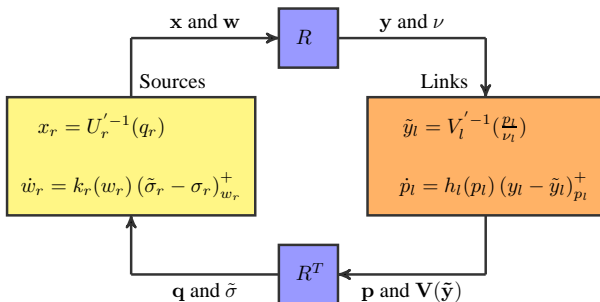 x and w
R
y and ν
Sources
Links
x_r = U_r^{'-1}(q_r)
ẇ_r = k_r(w_r) (σ̃_r − σ_r)^+_{w_r}
ỹ_l = V_l^{'-1}(p_l/ν_l)
ṗ_l = h_l(p_l) (y_l − ỹ_l)^+_{p_l}
q and σ̃
R^T
p and V(ỹ)